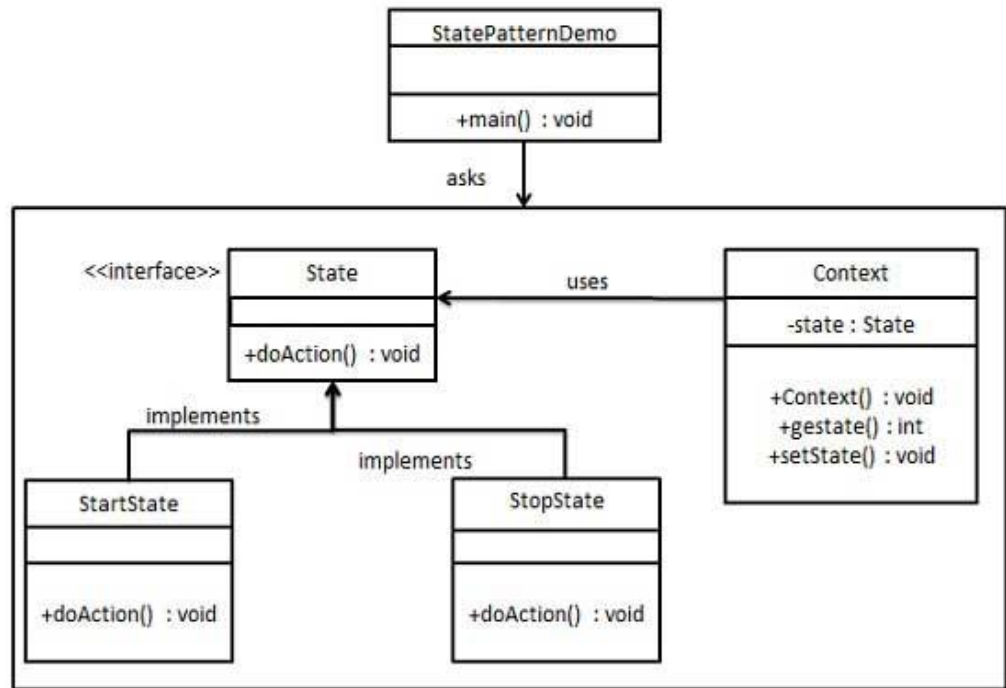 StatePatternDemo
+main() : void
asks
<<interface>>
State
+doAction() : void
uses
Context
-state : State
+Context() : void
+gestate() : int
+setState() : void
implements
implements
StartState
+doAction() : void
StopState
+doAction() : void